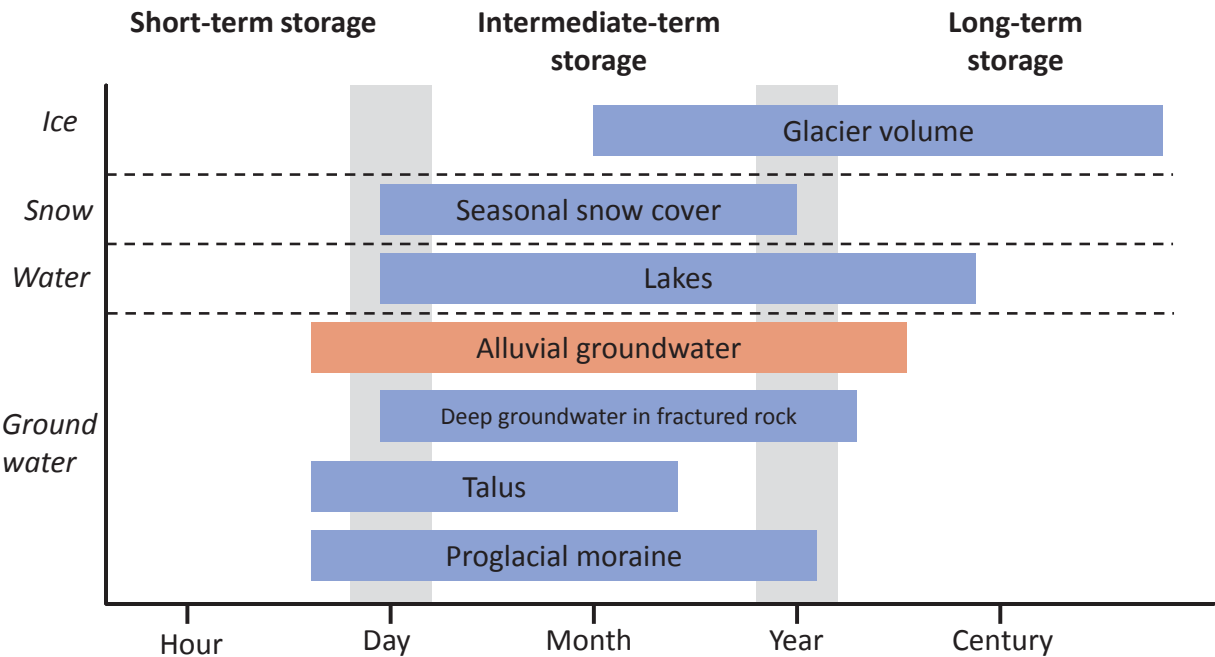 Short-term storage
Intermediate-term
storage
Long-term
storage
Ice
Glacier volume
Snow
Seasonal snow cover
Water
Lakes
Alluvial groundwater
Ground
water
Deep groundwater in fractured rock
Talus
Proglacial moraine
Hour
Day
Month
Year
Century